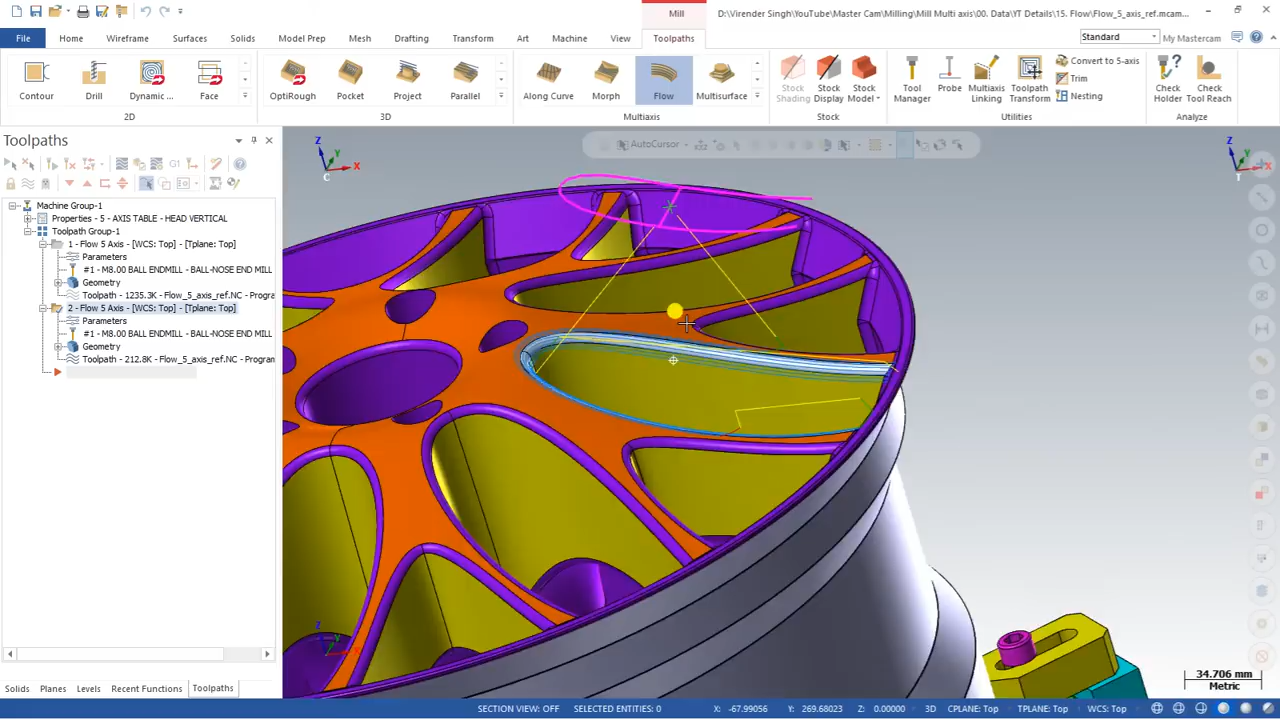 Mill
D:\Virender Singh\YouTube\Master Cam\Milling\Mill Multi axis\00. Data\YT Details\15. Flow\Flow_5_axis_ref.mcam...
File Home Wireframe Surfaces Solids Model Prep Mesh Drafting Transform Art Machine View Toolpaths
Standard
My Mastercam
Contour Drill Dynamic ... Face
OptiRough Pocket Project Parallel
Along Curve Morph Flow Multisurface
Stock Shading
Stock Display
Stock Model
Tool Manager
Probe
Multiaxis Linking
Toolpath Transform
Convert to 5-axis
Trim
Nesting
Check Holder
Check Tool Reach
2D 3D Multiaxis Stock Utilities Analyze
Toolpaths
AutoCursor
G1
Machine Group-1
Properties - 5 - AXIS TABLE - HEAD VERTICAL
Toolpath Group-1
1 - Flow 5 Axis - [WCS: Top] - [Tplane: Top]
Parameters
#1 - M8.00 BALL ENDMILL - BALL-NOSE END MILL
Geometry
Toolpath - 1235.3K - Flow_5_axis_ref.NC - Progra
2 - Flow 5 Axis - [WCS: Top] - [Tplane: Top]
Parameters
#1 - M8.00 BALL ENDMILL - BALL-NOSE END MILL
Geometry
Toolpath - 212.8K - Flow_5_axis_ref.NC - Program
Z Y X
C
Z Y X
T
Z Y
34.706 mm
Metric
Solids Planes Levels Recent Functions Toolpaths
SECTION VIEW: OFF SELECTED ENTITIES: 0 X: -67.99056 Y: 269.68023 Z: 0.00000 3D CPLANE: Top TPLANE: Top WCS: Top